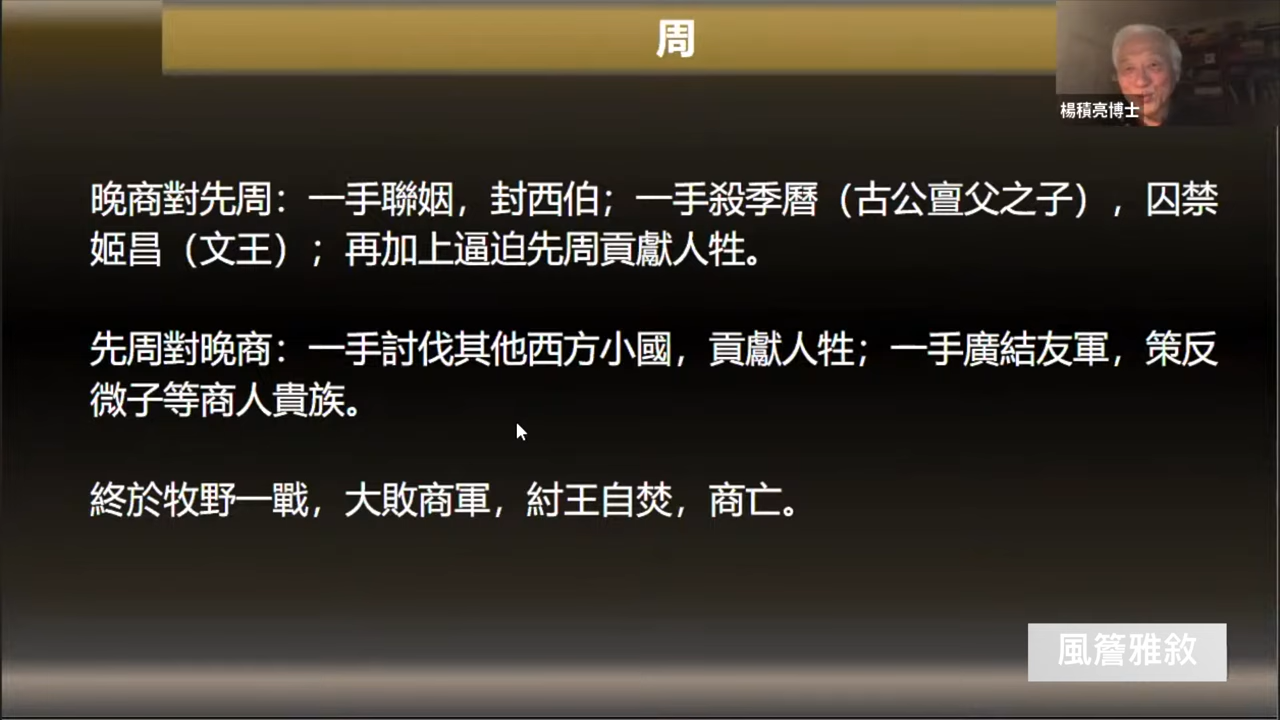 周
楊積亮博士
晚商對先周：一手聯姻，封西伯；一手殺季曆（古公亶父之子），囚禁
姬昌（文王）；再加上逼迫先周貢獻人牲。
先周對晚商：一手討伐其他西方小國，貢獻人牲；一手廣結友軍，策反
微子等商人貴族。
終於牧野一戰，大敗商軍，紂王自焚，商亡。
風簷雅敘